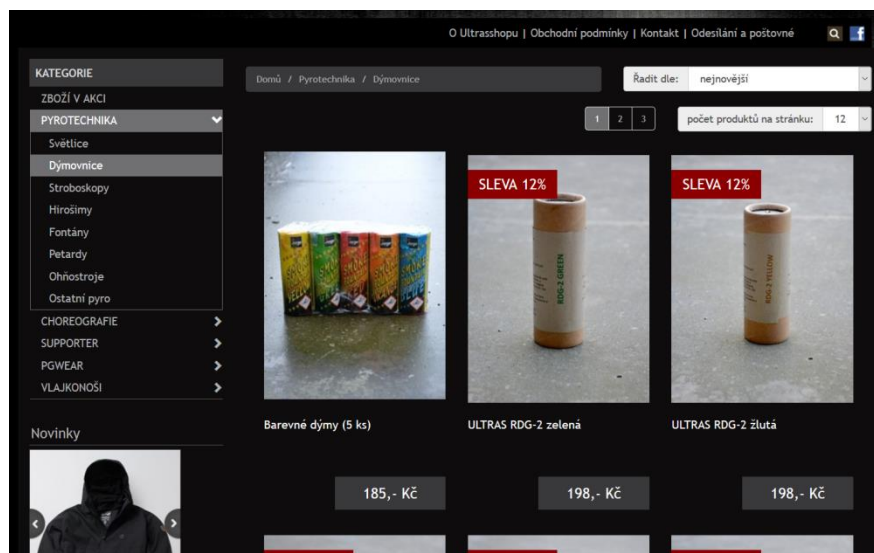 O Ultrasshopu | Obchodní podmínky | Kontakt | Odesílání a poštovné
KATEGORIE
ZBOŽÍ V AKCI
PYROTECHNIKA
Světlice
Dýmovnice
Stroboskopy
Hirošimy
Fontány
Petardy
Ohňostroje
Ostatní pyro
CHOREOGRAFIE
SUPPORTER
PGWEAR
VLAJKONOŠI
Novinky
Domů / Pyrotechnika / Dýmovnice
Řadit dle: nejnovější
1 2 3
počet produktů na stránku: 12
SMOKE
SMOKE
BLUE
Barevné dýmy (5 ks)
185,- Kč
SLEVA 12%
RDG-2 GREEN
ULTRAS RDG-2 zelená
198,- Kč
SLEVA 12%
RDG-2 YELLOW
ULTRAS RDG-2 žlutá
198,- Kč